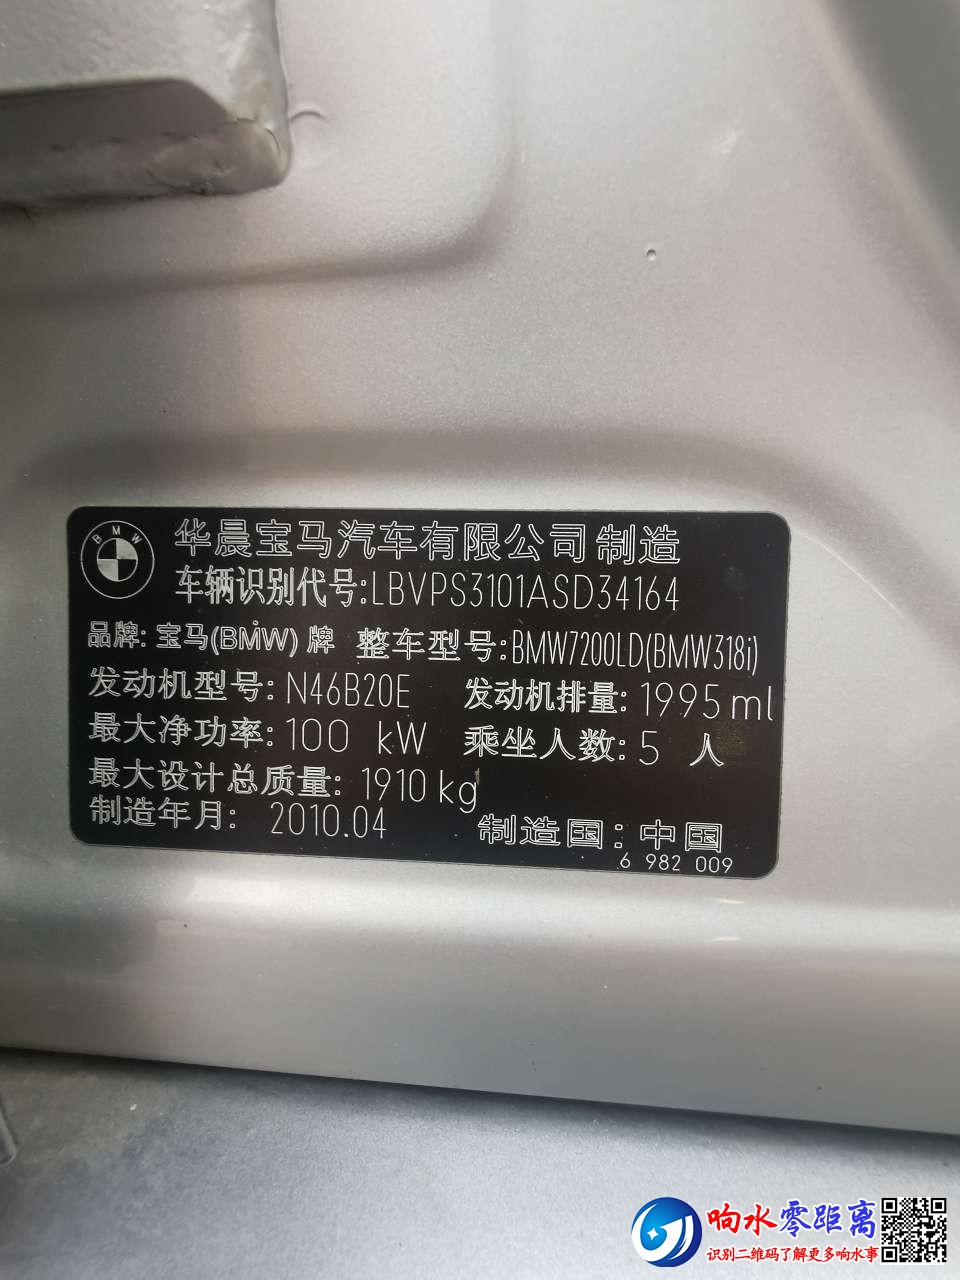 BMW
华晨宝马汽车有限公司制造
车辆识别代号:LBVPS3101ASD34164
品牌:宝马(BMW)牌 整车型号:BMW7200LD(BMW318i)
发动机型号:N46B20E 发动机排量:1995ml
最大净功率:100 kW 乘坐人数:5 人
最大设计总质量: 1910kg
制造年月: 2010.04 制造国:中国
6 982 009
响水零距离
识别二维码了解更多响水事